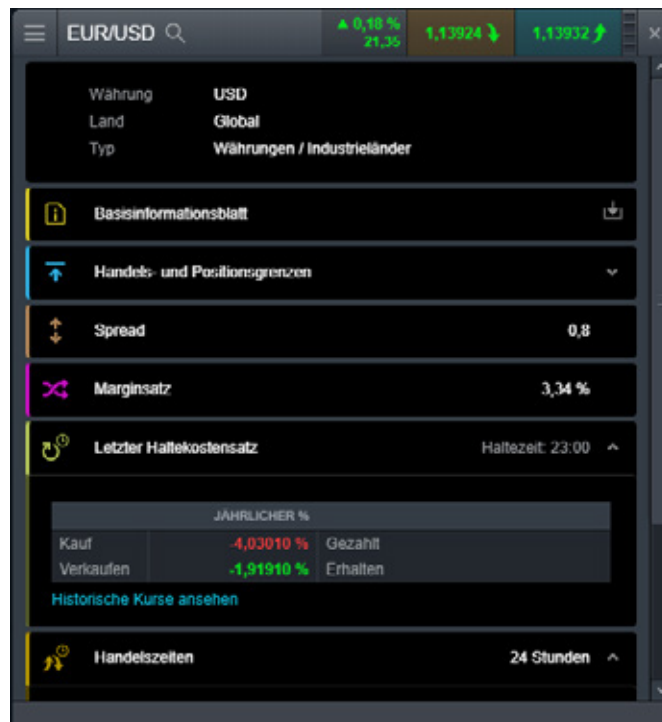 EUR/USD
▲ 0,18 %
21,35
1,13924
1,13932
Währung USD
Land Global
Typ Währungen / Industrieländer
Basisinformationsblatt
Handels- und Positionsgrenzen
Spread 0,8
Marginsatz 3,34 %
Letzter Haltekostensatz Haltezeit: 23:00
JÄHRLICHER %
Kauf -4,03010 % Gezahlt
Verkaufen -1,91910 % Erhalten
Historische Kurse ansehen
Handelszeiten 24 Stunden